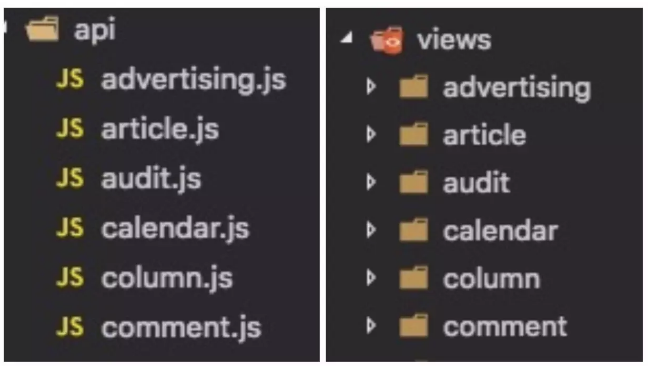 api
JS advertising.js
JS article.js
JS audit.js
JS calendar.js
JS column.js
JS comment.js
views
advertising
article
audit
calendar
column
comment